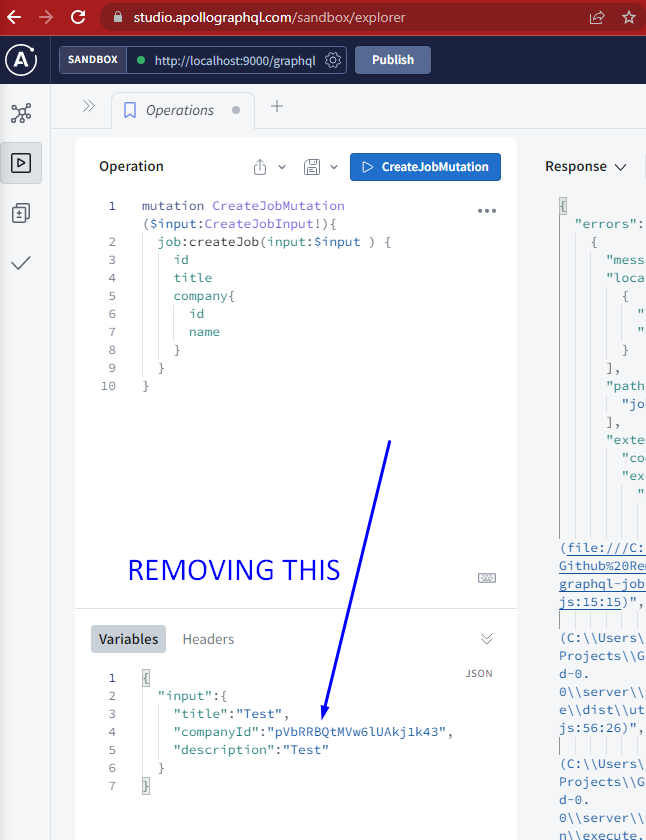 studio.apollographql.com/sandbox/explorer
A
SANDBOX
http://localhost:9000/graphql
Publish
Operations
Operation
CreateJobMutation
Response
1 mutation CreateJobMutation
($input:CreateJobInput!){
2 job:createJob(input:$input ) {
3 id
4 title
5 company{
6 id
7 name
8 }
9 }
10 }
REMOVING THIS
Variables
Headers
JSON
1 {
2 "input":{
3 "title":"Test",
4 "companyId":"pVbRRBQtMVw6lUAkj1k43",
5 "description":"Test"
6 }
7 }
{
"errors":
{
"mess
"loca
{
"
"
}
],
"path
"jo
],
"exte
"co
"ex
"
(file:///C:
Github%20Re
graphql-job
js:15:15)",
(C:\\Users\
Projects\\G
d-0.
0\\server\\
e\\dist\\ut
js:56:26)",
(C:\\Users\
Projects\\G
d-0.
0\\server\\
n\\execute.